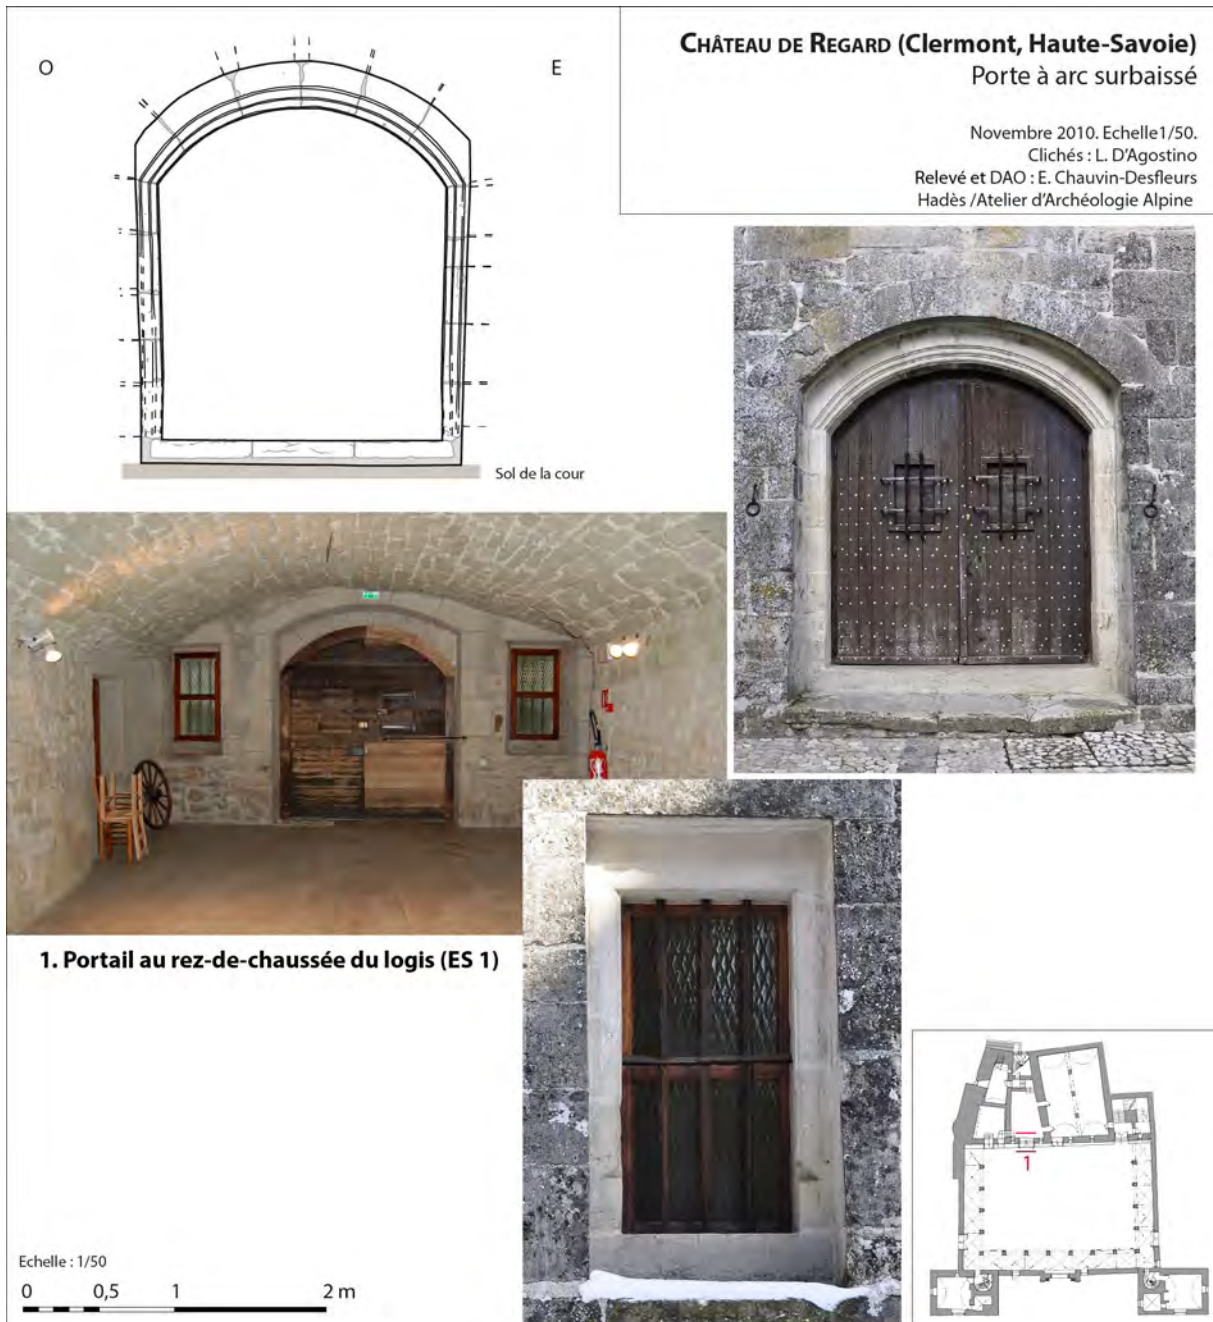 O
E
CHÂTEAU DE REGARD (Clermont, Haute-Savoie)
Porte à arc surbaissé
Novembre 2010. Echelle1/50.
Clichés : L. D'Agostino
Relevé et DAO : E. Chauvin-Desfleurs
Hadès /Atelier d'Archéologie Alpine
Sol de la cour
1. Portail au rez-de-chaussée du logis (ES 1)
1
Echelle : 1/50
0 0,5 1 2 m